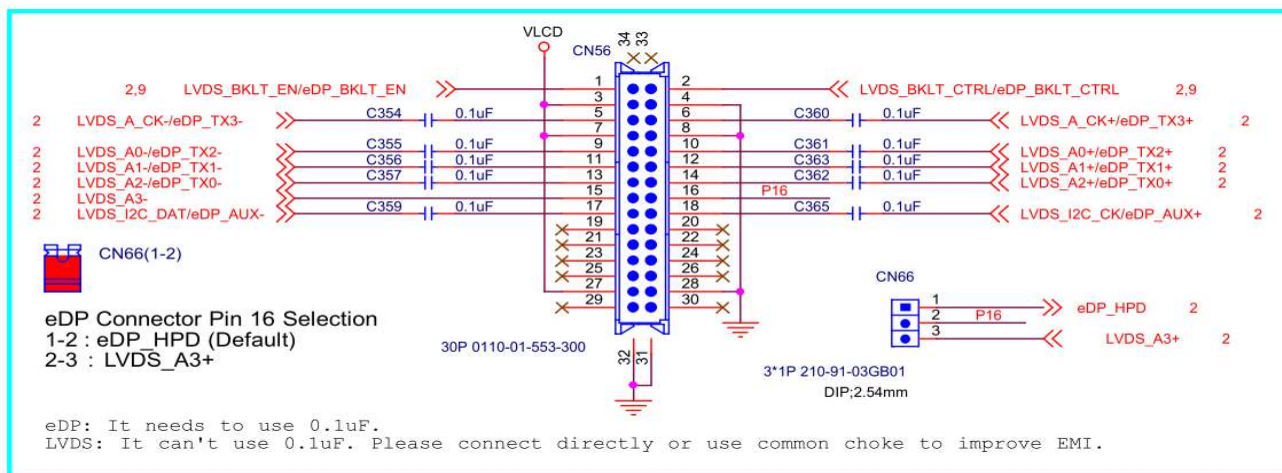 VLCD
34 33
CN56
2,9 LVDS_BKLT_EN/eDP_BKLT_EN 1 2 LVDS_BKLT_CTRL/eDP_BKLT_CTRL 2,9
3 4
2 LVDS_A_CK-/eDP_TX3- C354 0.1uF 5 6 C360 0.1uF LVDS_A_CK+/eDP_TX3+ 2
7 8
2 LVDS_A0-/eDP_TX2- C355 0.1uF 9 10 C361 0.1uF LVDS_A0+/eDP_TX2+ 2
2 LVDS_A1-/eDP_TX1- C356 0.1uF 11 12 C363 0.1uF LVDS_A1+/eDP_TX1+ 2
2 LVDS_A2-/eDP_TX0- C357 0.1uF 13 14 C362 0.1uF LVDS_A2+/eDP_TX0+ 2
2 LVDS_A3- 15 16 P16
2 LVDS_I2C_DAT/eDP_AUX- C359 0.1uF 17 18 C365 0.1uF LVDS_I2C_CK/eDP_AUX+ 2
19 20
21 22
23 24
25 26
27 28
29 30
CN66(1-2)
eDP Connector Pin 16 Selection
1-2 : eDP_HPD (Default)
2-3 : LVDS_A3+
30P 0110-01-553-300
32 31
CN66
1 eDP_HPD 2
2 P16
3 LVDS_A3+ 2
3*1P 210-91-03GB01
DIP;2.54mm
eDP: It needs to use 0.1uF.
LVDS: It can't use 0.1uF. Please connect directly or use common choke to improve EMI.